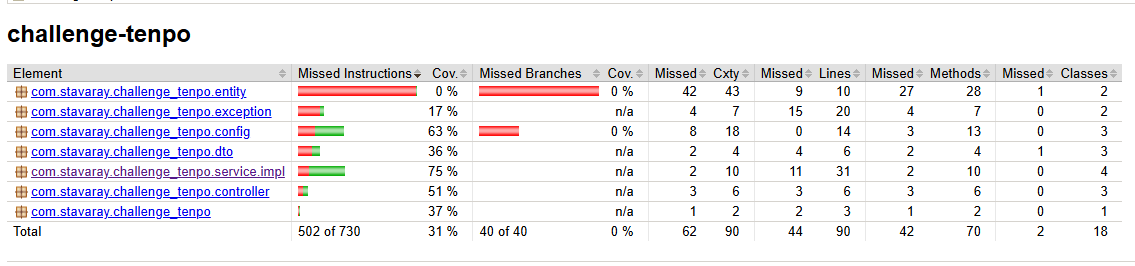 challenge-tenpo
Element Missed Instructions Cov. Missed Branches Cov. Missed Cxty Missed Lines Missed Methods Missed Classes
com.stavaray.challenge_tenpo.entity 0 % 0 % 42 43 9 10 27 28 1 2
com.stavaray.challenge_tenpo.exception 17 % n/a 4 7 15 20 4 7 0 2
com.stavaray.challenge_tenpo.config 63 % 0 % 8 18 0 14 3 13 0 3
com.stavaray.challenge_tenpo.dto 36 % n/a 2 4 4 6 2 4 1 3
com.stavaray.challenge_tenpo.service.impl 75 % n/a 2 10 11 31 2 10 0 4
com.stavaray.challenge_tenpo.controller 51 % n/a 3 6 3 6 3 6 0 3
com.stavaray.challenge_tenpo 37 % n/a 1 2 2 3 1 2 0 1
Total 502 of 730 31 % 40 of 40 0 % 62 90 44 90 42 70 2 18